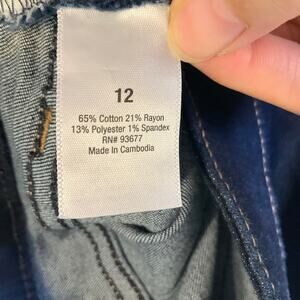 12
65% Cotton 21% Rayon
13% Polyester 1% Spandex
RN# 93677
Made In Cambodia